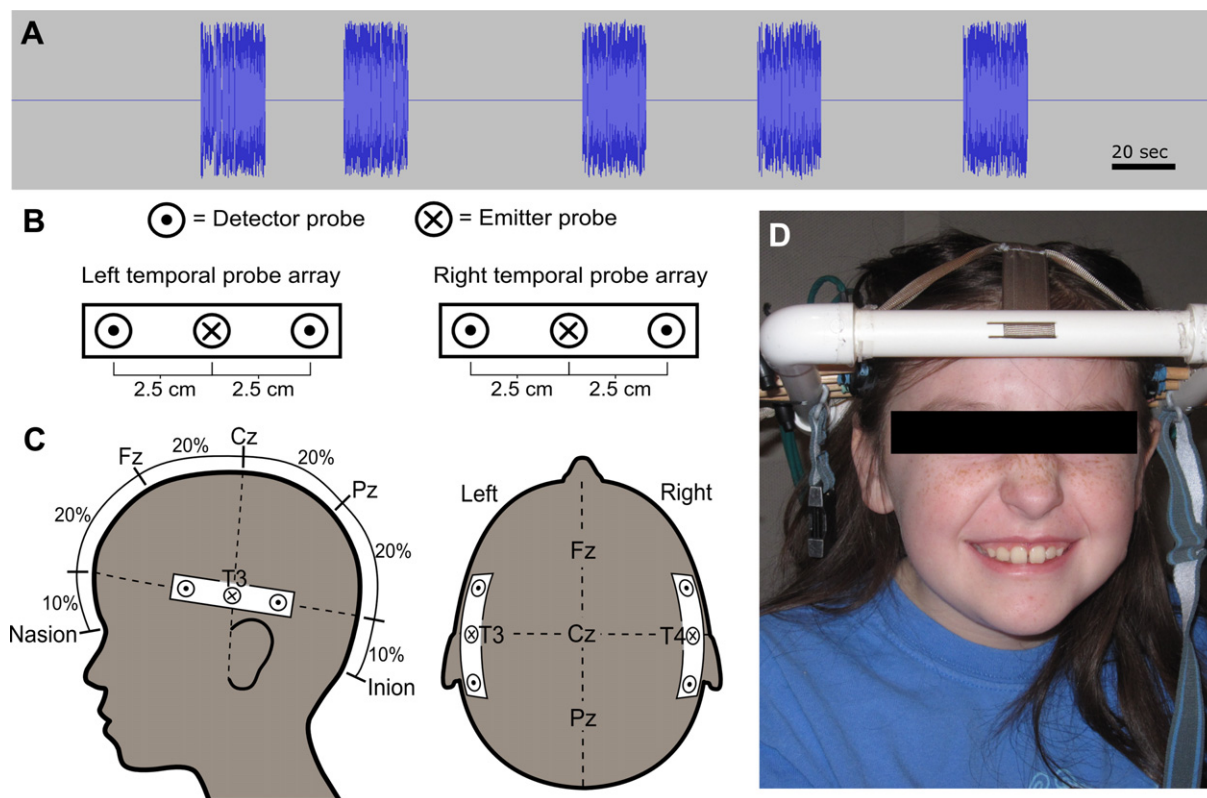 A
20 sec
B
= Detector probe
= Emitter probe
Left temporal probe array
Right temporal probe array
2.5 cm
2.5 cm
2.5 cm
2.5 cm
C
Nasion
10%
20%
Fz
20%
Cz
20%
Pz
20%
10%
Inion
T3
Left
Right
Fz
T3
Cz
T4
Pz
D